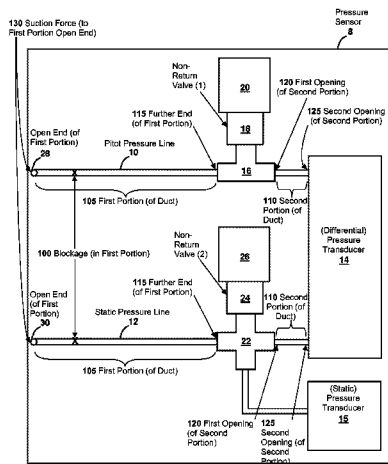 130 Suction Force (to
First Portion Open End)
Pressure
Sensor
8
Non-
Return
Valve (1)
20
18
16
120 First Opening
(of Second Portion)
115 Further End
(of First Portion)
125 Second Opening
(of Second Portion)
Open End (of
First Portion)
28
Pitot Pressure Line
10
105 First Portion (of Duct)
110 Second
Portion (of
Duct)
100 Blockage (in First Portion)
(Differential)
Pressure
Transducer
14
Non-
Return
Valve (2)
26
24
22
115 Further End
(of First Portion)
110 Second
Portion (of
Duct)
Open End
(of First
Portion)
30
Static Pressure Line
12
105 First Portion (of Duct)
120 First Opening
(of Second
Portion)
125
Second
Opening (of
Second
Portion)
(Static)
Pressure
Transducer
15